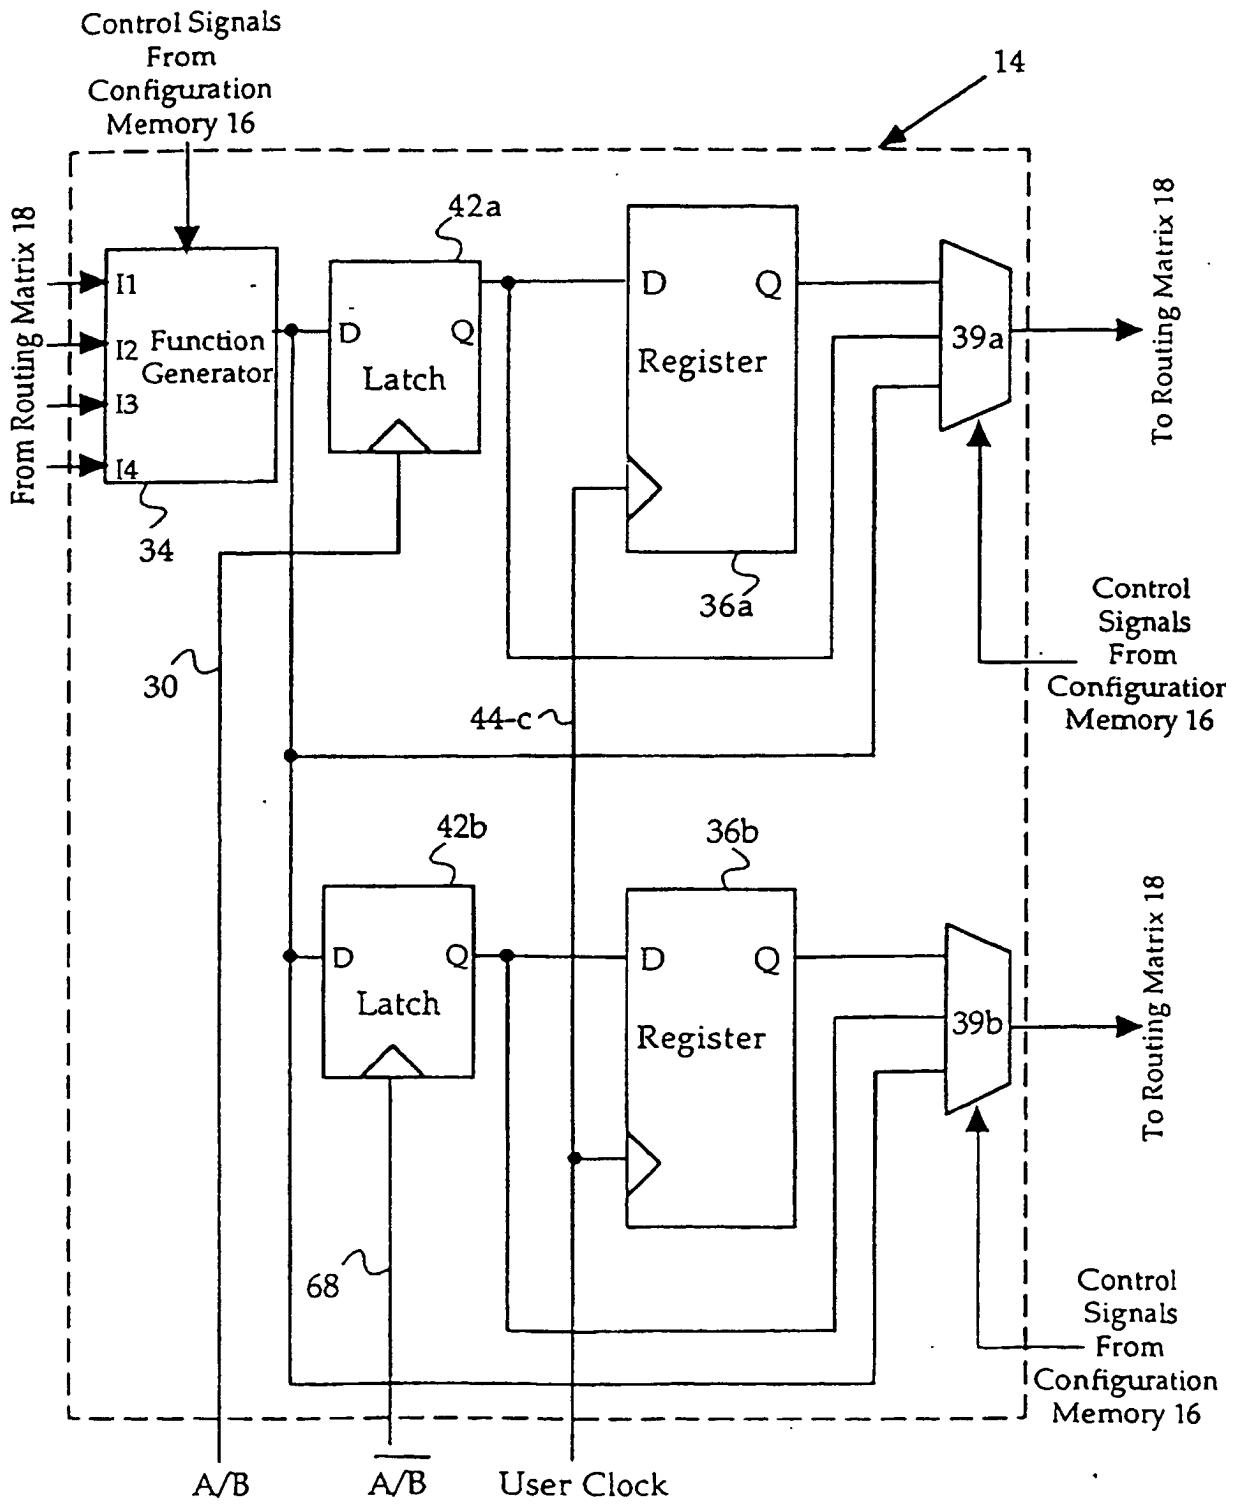 Control Signals
From
Configuration
Memory 16
14
From Routing Matrix 18
I1
I2
I3
I4
Function
Generator
34
42a
D
Q
Latch
D
Q
Register
36a
39a
To Routing Matrix 18
Control
Signals
From
Configuration
Memory 16
30
44-c
42b
D
Q
Latch
36b
D
Q
Register
39b
To Routing Matrix 18
68
Control
Signals
From
Configuration
Memory 16
A/B
A/B
User Clock